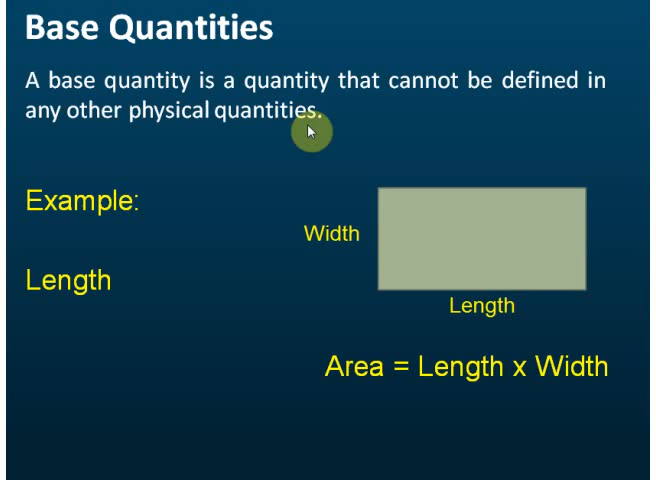 Base Quantities
A base quantity is a quantity that cannot be defined in
any other physical quantities.
Example:
Width
Length
Length
Area = Length x Width